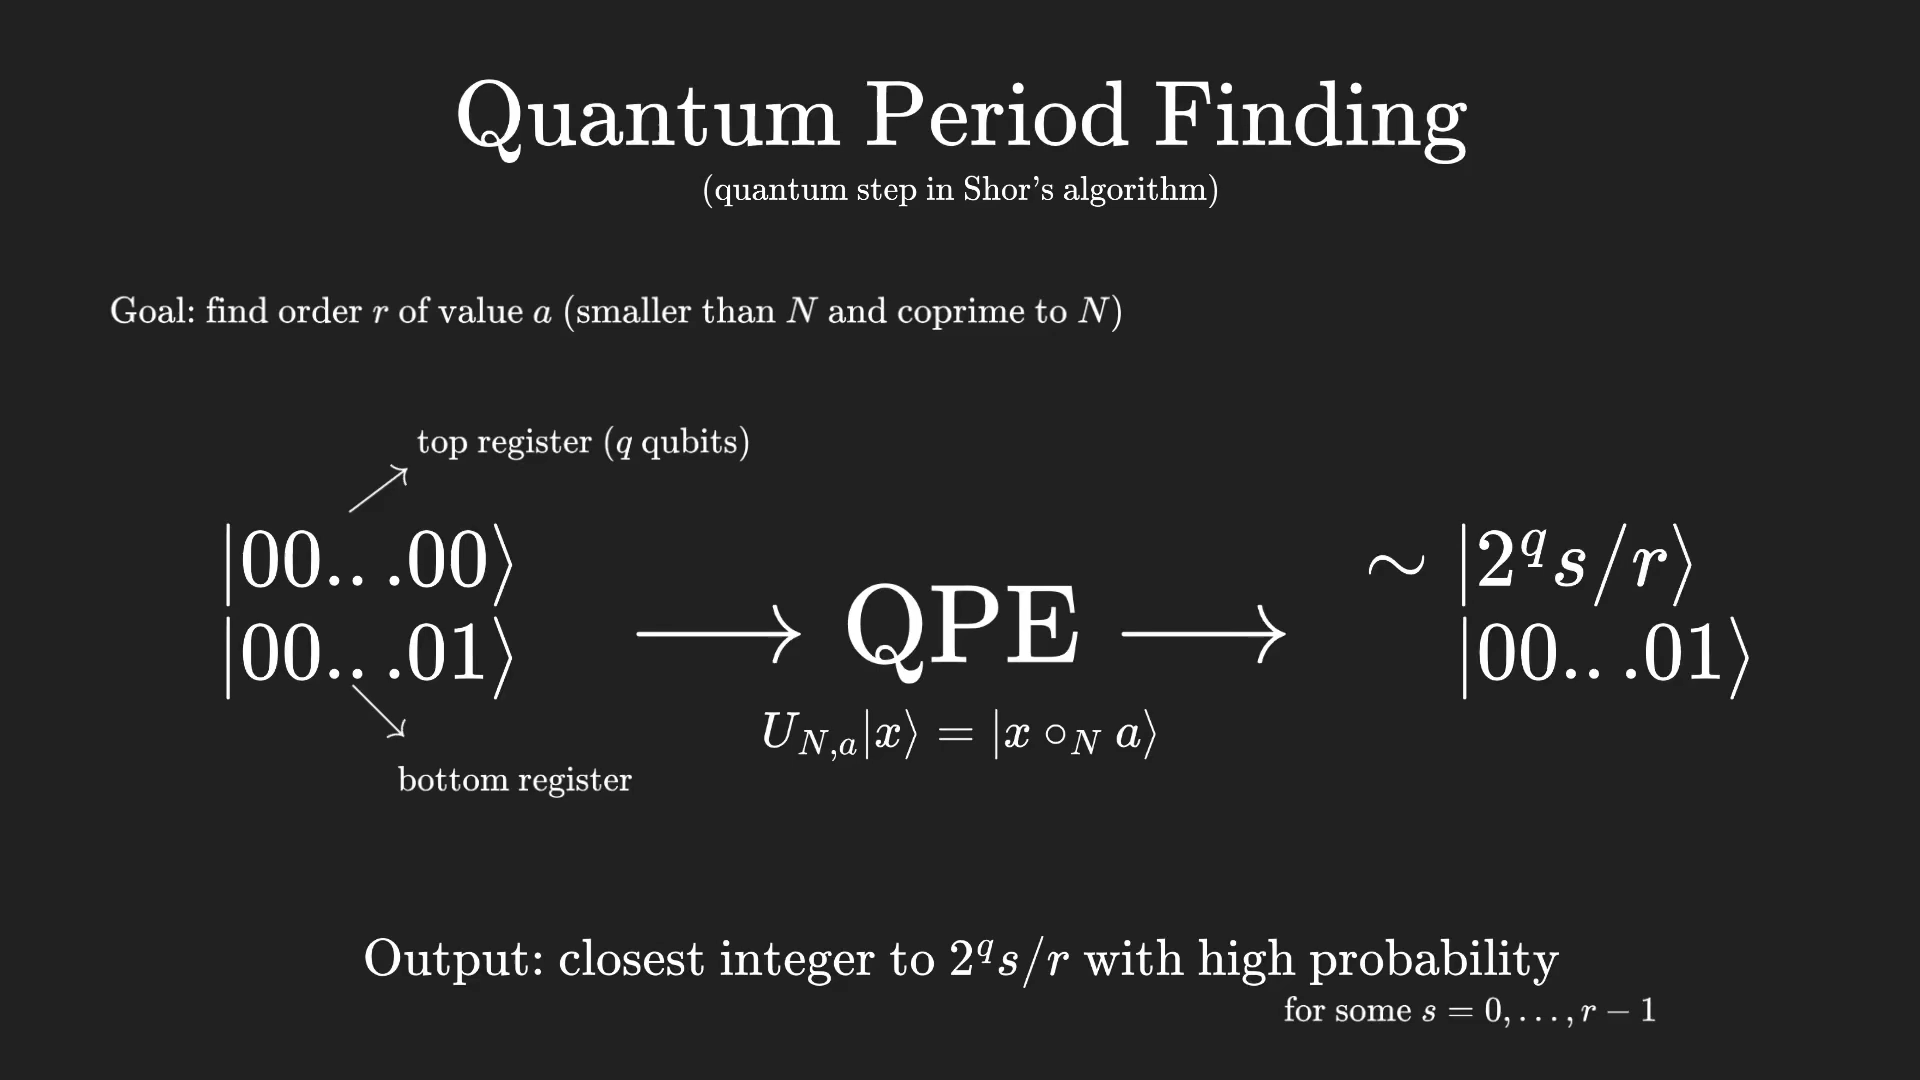 Quantum Period Finding
(quantum step in Shor’s algorithm)
Goal: find order r of value a (smaller than N and coprime to N)
top register (q qubits)
|00...00⟩
|00...01⟩
bottom register
QPE
U_{N,a}|x⟩ = |x ∘_N a⟩
∼ |2^q s/r⟩
|00...01⟩
Output: closest integer to 2^q s/r with high probability
for some s = 0, . . . , r − 1